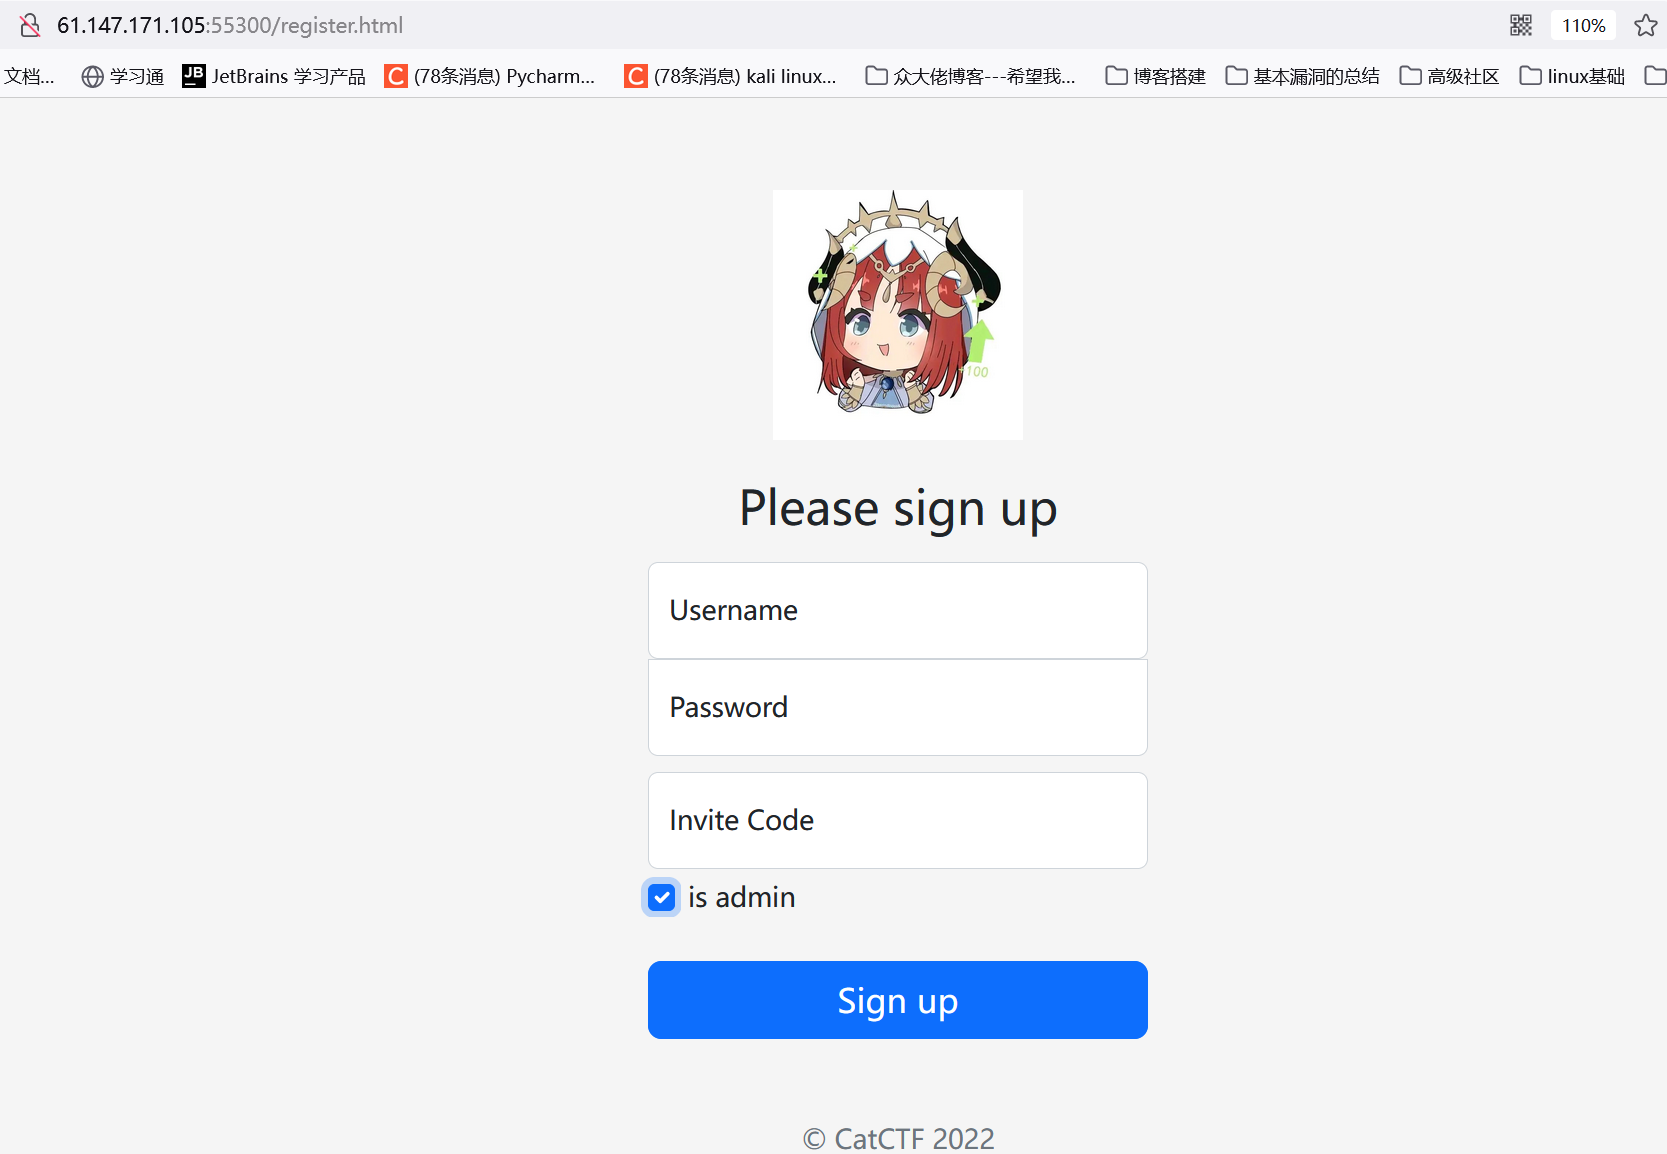 61.147.171.105:55300/register.html 110%
文档... 学习通 JB JetBrains 学习产品 C (78条消息) Pycharm... C (78条消息) kali linux... 众大佬博客---希望我... 博客搭建 基本漏洞的总结 高级社区 linux基础
+100
Please sign up
Username
Password
Invite Code
is admin
Sign up
© CatCTF 2022